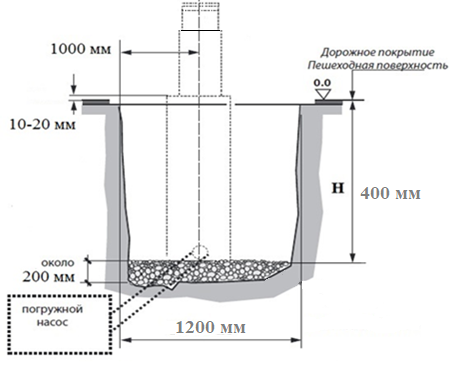 1000 мм
Дорожное покрытие
Пешеходная поверхность
0.0
10-20 мм
H
400 мм
около
200 мм
погружной
насос
1200 мм